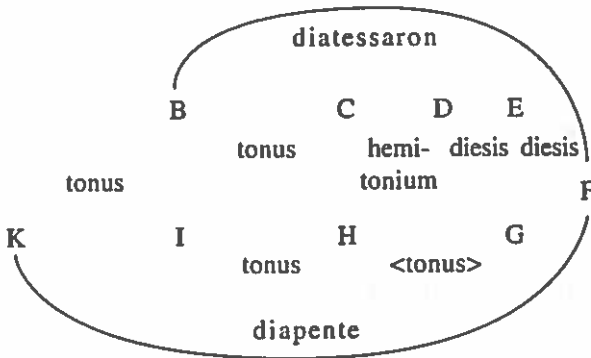 diatessaron
B C D E
tonus hemi- diesis diesis
tonus tonium F
K I H G
tonus <tonus>
diapente